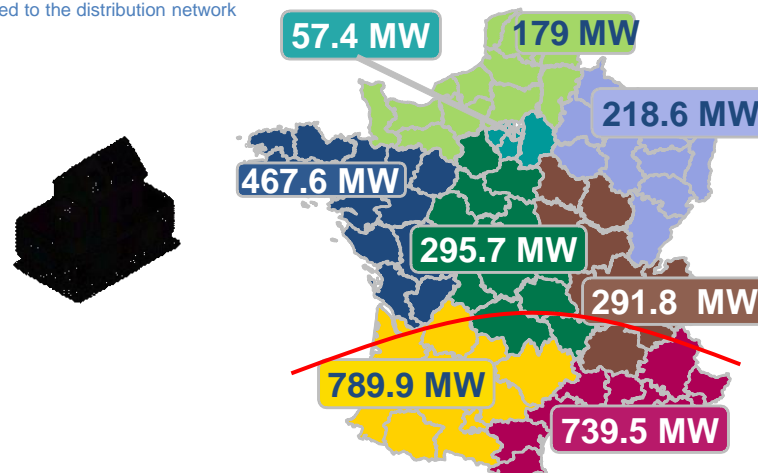 ed to the distribution network
57.4 MW
179 MW
218.6 MW
467.6 MW
295.7 MW
291.8 MW
789.9 MW
739.5 MW